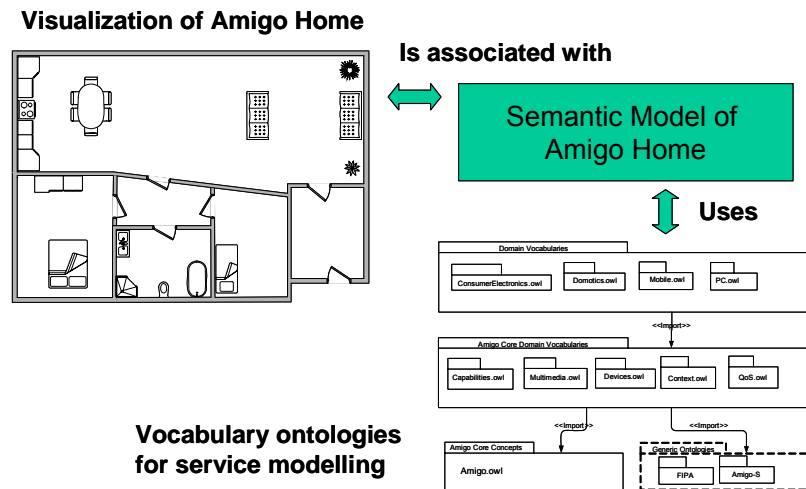 Visualization of Amigo Home
Is associated with
Semantic Model of
Amigo Home
Uses
Domain Vocabularies
ConsumerElectronics.owl
Domotics.owl
Mobile.owl
PC.owl
<<Import>>
Amigo Core Domain Vocabularies
Capabilities.owl
Multimedia.owl
Devices.owl
Context.owl
QoS.owl
<<Import>>
<<Import>>
Vocabulary ontologies
for service modelling
Amigo Core Concepts
Amigo.owl
Generic Ontologies
FIPA
Amigo-S